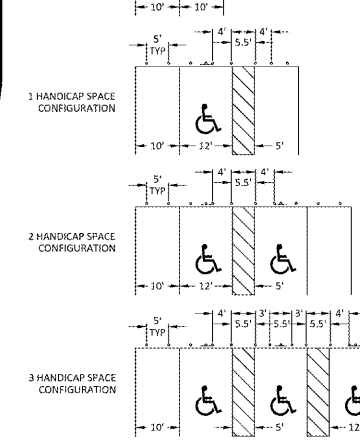 10' 10'
4' 4'
5' 5.5'
TYP
1 HANDICAP SPACE
CONFIGURATION
10' 12' 5'
4' 4'
5' 5.5'
TYP
2 HANDICAP SPACE
CONFIGURATION
10' 12' 5'
4' 3' 3' 4'
5' 5.5' 5.5' 5.5'
TYP
3 HANDICAP SPACE
CONFIGURATION
10' 5' 12